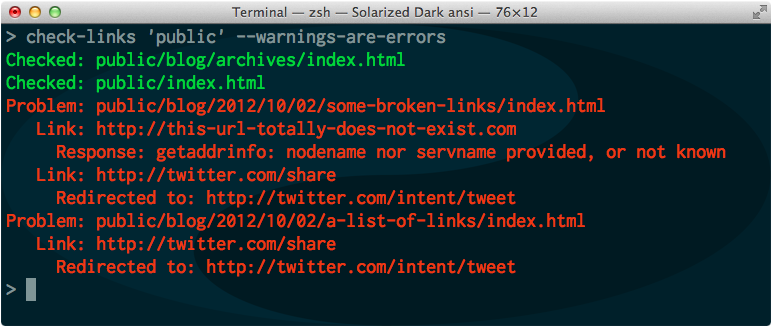 Terminal — zsh — Solarized Dark ansi — 76×12
> check-links 'public' --warnings-are-errors
Checked: public/blog/archives/index.html
Checked: public/index.html
Problem: public/blog/2012/10/02/some-broken-links/index.html
   Link: http://this-url-totally-does-not-exist.com
     Response: getaddrinfo: nodename nor servname provided, or not known
   Link: http://twitter.com/share
     Redirected to: http://twitter.com/intent/tweet
Problem: public/blog/2012/10/02/a-list-of-links/index.html
   Link: http://twitter.com/share
     Redirected to: http://twitter.com/intent/tweet
>